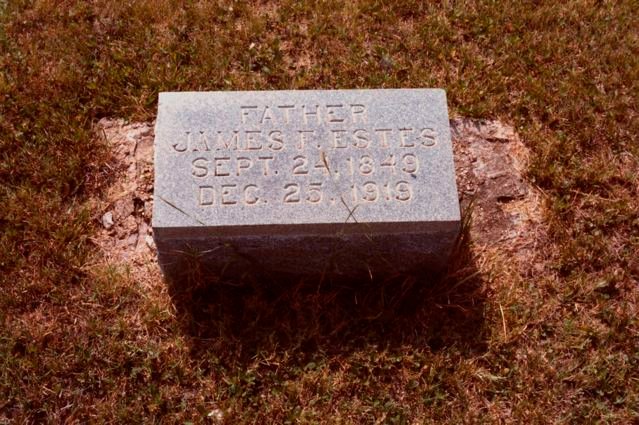 FATHER
JAMES F. ESTES
SEPT. 24, 1849
DEC. 25, 1919